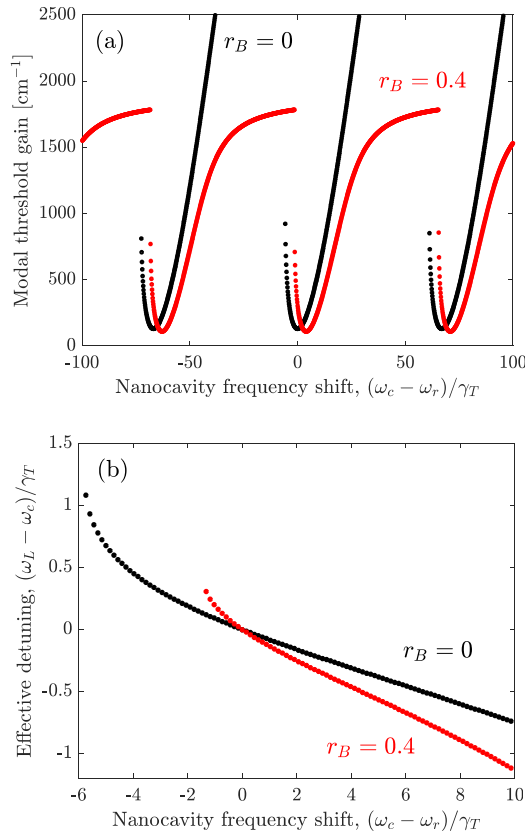 (a)
r_B = 0
r_B = 0.4
Modal threshold gain [cm⁻¹]
2500
2000
1500
1000
500
0
-100
-50
0
50
100
Nanocavity frequency shift, (ω_c − ω_r)/γ_T
(b)
r_B = 0
r_B = 0.4
Effective detuning, (ω_L − ω_c)/γ_T
1.5
1
0.5
0
-0.5
-1
-6
-4
-2
0
2
4
6
8
10
Nanocavity frequency shift, (ω_c − ω_r)/γ_T